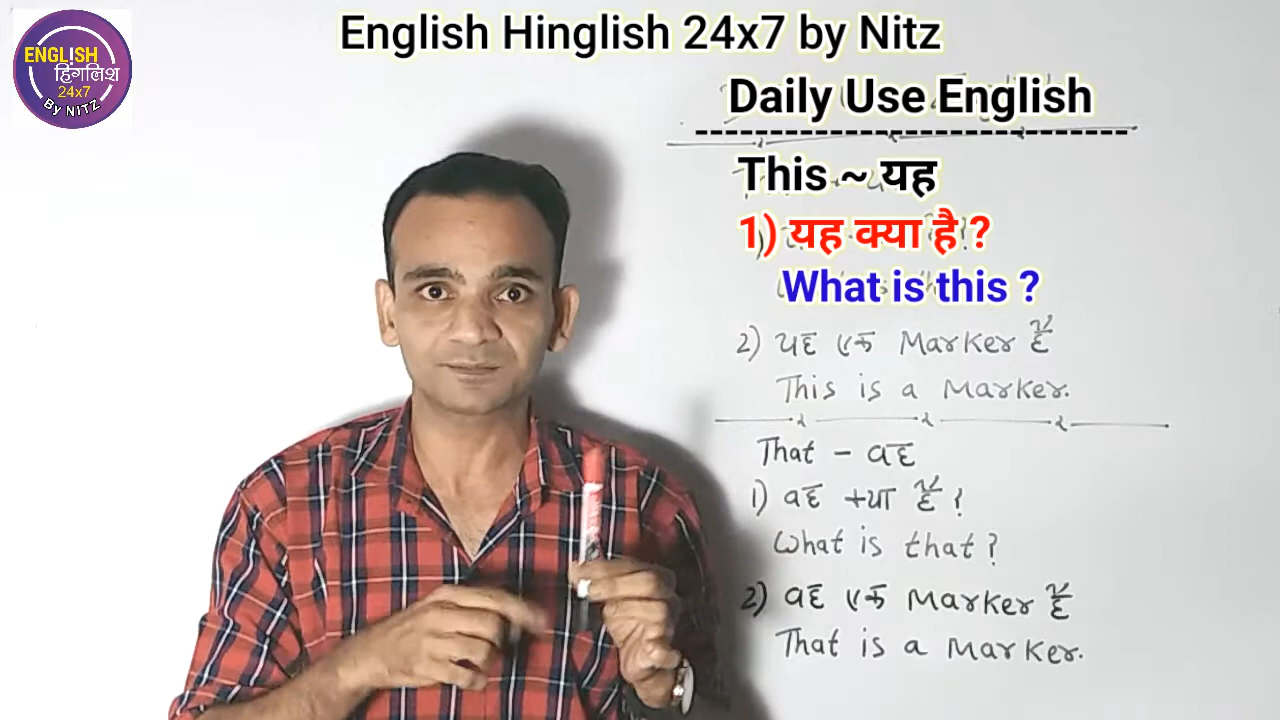 English Hinglish 24x7 by Nitz
ENGLISH
हिंगलिश
24x7
By NITZ
Daily Use English
This ~ यह
1) यह क्या है ?
What is this ?
2) यह एक Marker है
This is a Marker.
That - वह
1) वह क्या है ?
What is that ?
2) वह एक Marker है
That is a Marker.